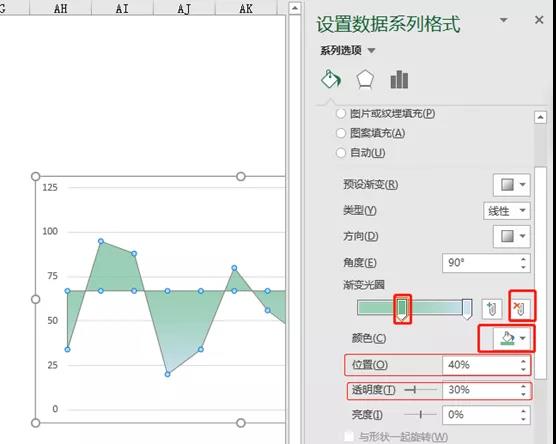 G AH AI AJ AK
设置数据系列格式
系列选项
图片或纹理填充(P)
图案填充(A)
自动(U)
预设渐变(R)
类型(Y) 线性
方向(D)
角度(E) 90°
渐变光圈
颜色(C)
位置(O) 40%
透明度(T) 30%
亮度(I) 0%
与形状一起旋转(W)
125
100
75
50
25
0